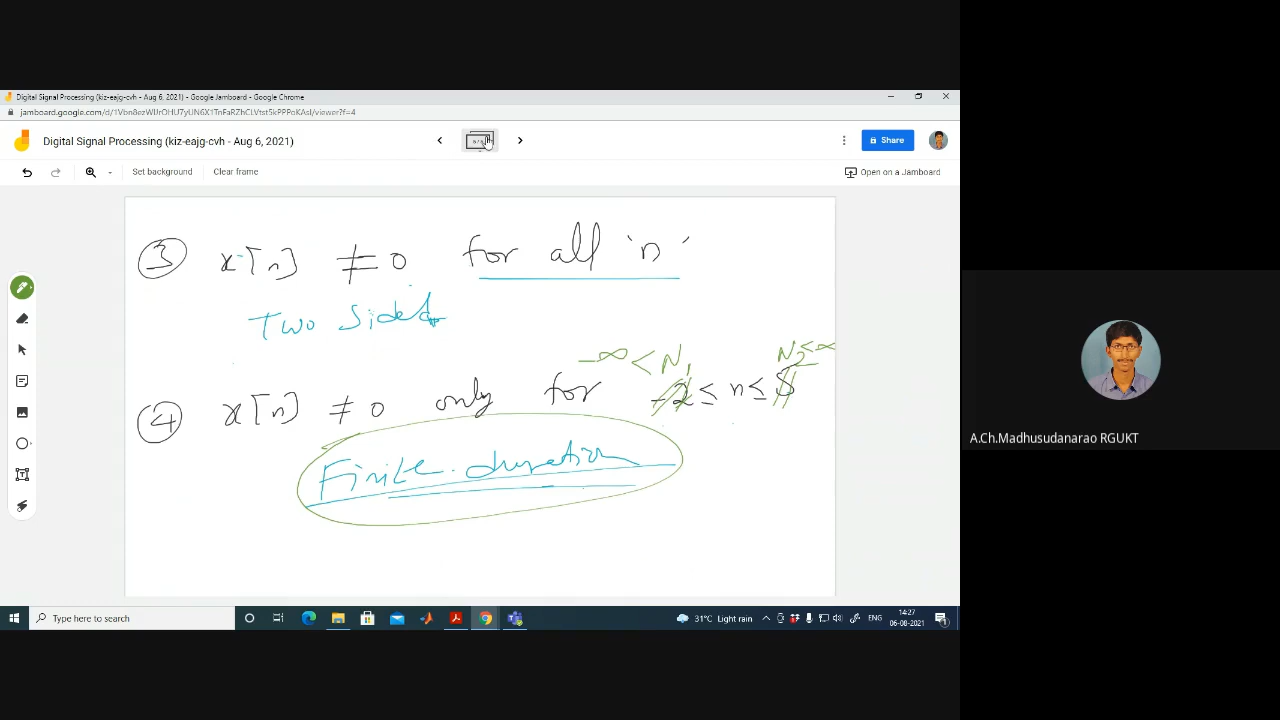 Digital Signal Processing (kiz-eajg-cvh - Aug 6, 2021) - Google Jamboard - Google Chrome
Digital Signal Processing (kiz-eajg-cvh - Aug 6, 2021)
Share
Set background Clear frame
Open on a Jamboard
③ x[n] ≠ 0 for all 'n'
Two sided
-∞ < N₁ N₂ < ∞
④ x[n] ≠ 0 only for -2 ≤ n ≤ 5
Finite duration
A.Ch.Madhusudanarao RGUKT
Type here to search
31°C Light rain
ENG
14:27
06-08-2021